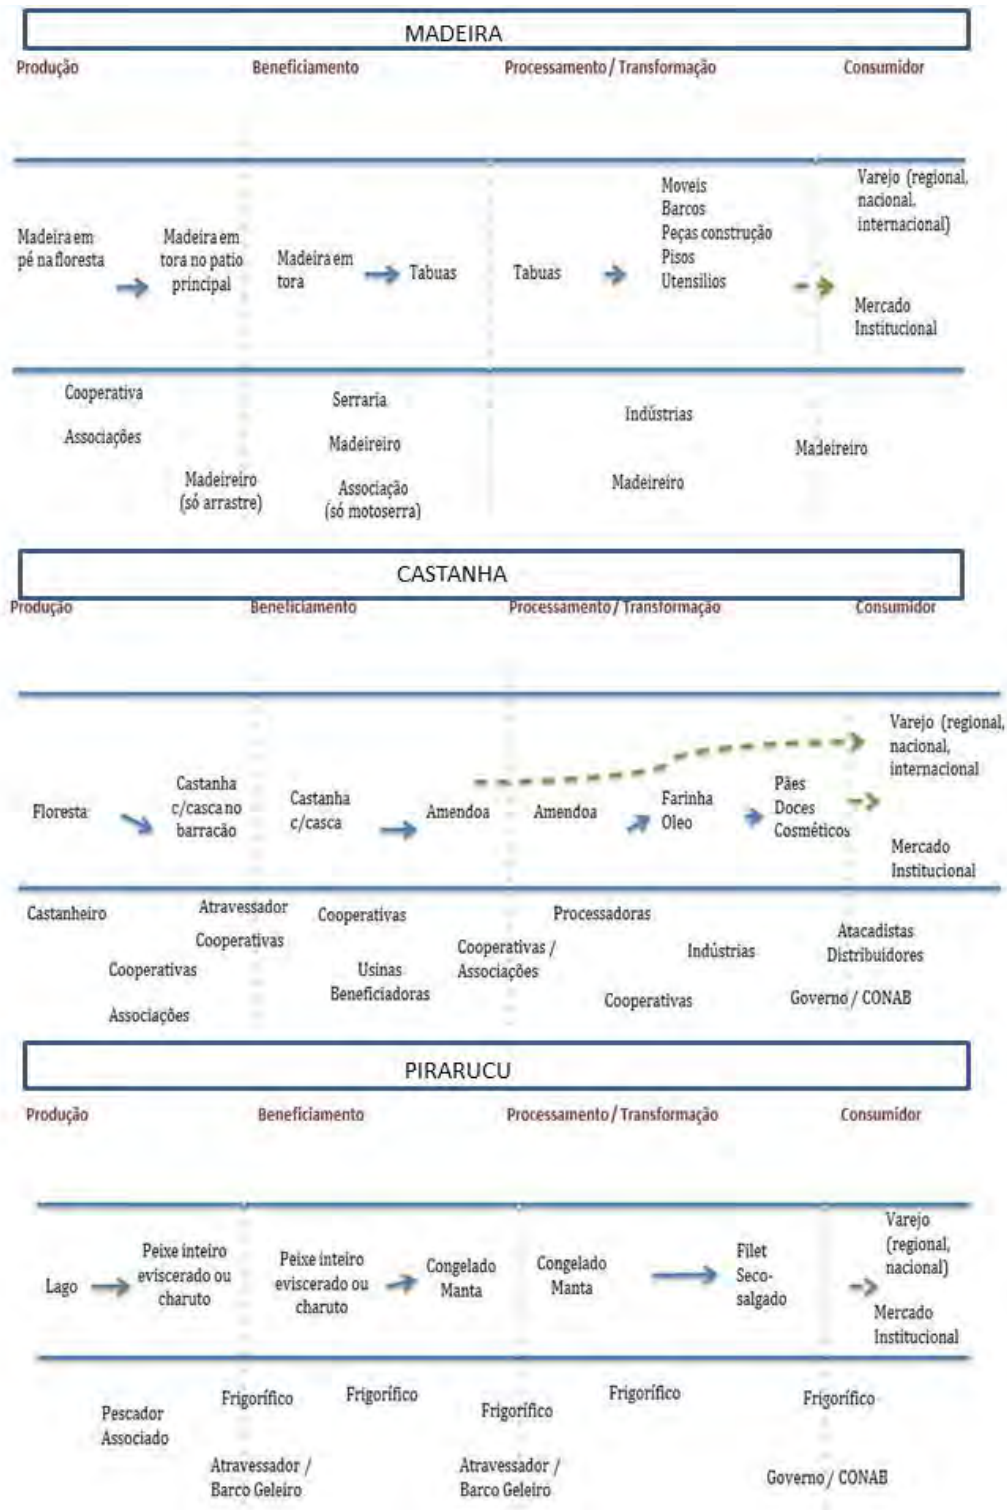 MADEIRA
Produção
Beneficiamento
Processamento / Transformação
Consumidor
Madeira em
pé na floresta
Madeira em
tora no patio
principal
Madeira em
tora
Tabuas
Tabuas
Moveis
Barcos
Peças construção
Pisos
Utensilios
Varejo (regional,
nacional,
internacional)
Mercado
Institucional
Cooperativa
Associações
Madeireiro
(só arrastre)
Serraria
Madeireiro
Associação
(só motoserra)
Indústrias
Madeireiro
Madeireiro
CASTANHA
Produção
Beneficiamento
Processamento / Transformação
Consumidor
Floresta
Castanha
c/casca no
barracão
Castanha
c/casca
Amendoa
Amendoa
Farinha
Oleo
Pães
Doces
Cosméticos
Varejo (regional,
nacional,
internacional
Mercado
Institucional
Castanheiro
Cooperativas
Associações
Atravessador
Cooperativas
Cooperativas
Usinas
Beneficiadoras
Cooperativas /
Associações
Processadoras
Cooperativas
Indústrias
Atacadistas
Distribuidores
Governo / CONAB
PIRARUCU
Produção
Beneficiamento
Processamento / Transformação
Consumidor
Lago
Peixe inteiro
eviscerado ou
charuto
Peixe inteiro
eviscerado ou
charuto
Congelado
Manta
Congelado
Manta
Filet
Seco-
salgado
Varejo
(regional,
nacional)
Mercado
Institucional
Pescador
Associado
Frigorífico
Atravessador /
Barco Geleiro
Frigorífico
Frigorífico
Atravessador /
Barco Geleiro
Frigorífico
Frigorífico
Governo / CONAB